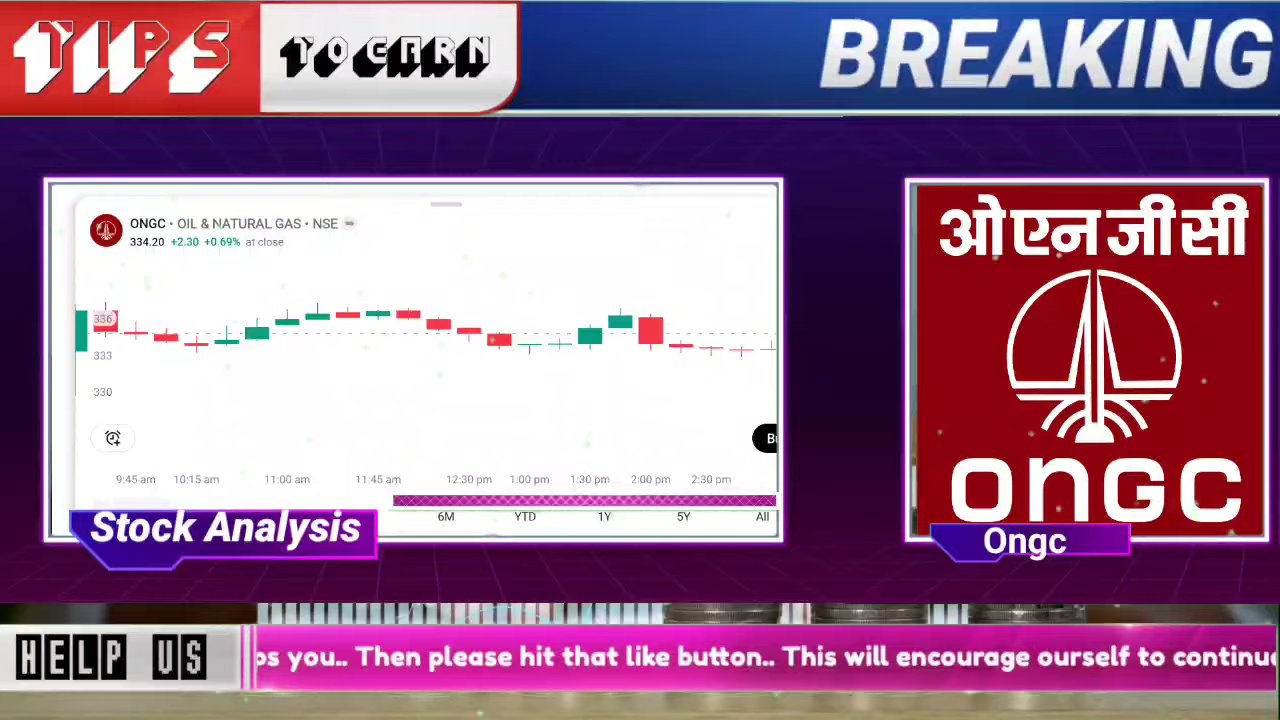 TIPS
TO EARN
BREAKING
ONGC • OIL & NATURAL GAS • NSE
334.20 +2.30 +0.69% at close
336
333
330
9:45 am 10:15 am 11:00 am 11:45 am 12:30 pm 1:00 pm 1:30 pm 2:00 pm 2:30 pm
6M YTD 1Y 5Y All
Stock Analysis
ओएनजीसी
ongc
Ongc
HELP US
you.. Then please hit that like button.. This will encourage ourself to